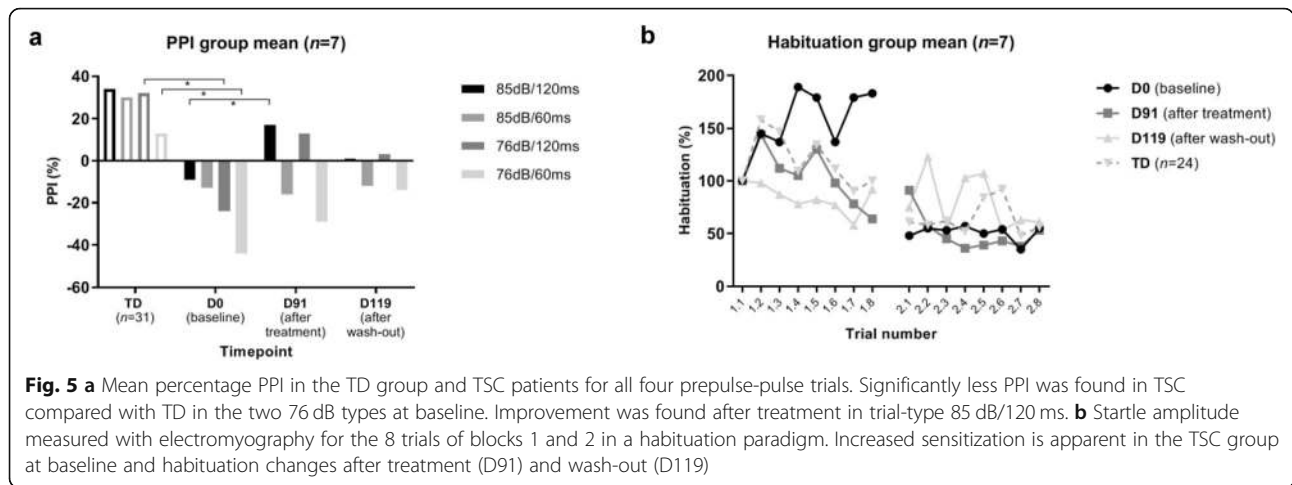 a
PPI group mean (n=7)
PPI (%)
40
20
0
-20
-40
-60
*
*
*
TD
(n=31)
D0
(baseline)
D91
(after
treatment)
D119
(after
wash-out)
Timepoint
85dB/120ms
85dB/60ms
76dB/120ms
76dB/60ms
b
Habituation group mean (n=7)
Habituation (%)
200
150
100
50
0
1.1
1.2
1.3
1.4
1.5
1.6
1.7
1.8
2.1
2.2
2.3
2.4
2.5
2.6
2.7
2.8
Trial number
D0 (baseline)
D91 (after treatment)
D119 (after wash-out)
TD (n=24)
Fig. 5 a Mean percentage PPI in the TD group and TSC patients for all four prepulse-pulse trials. Significantly less PPI was found in TSC
compared with TD in the two 76 dB types at baseline. Improvement was found after treatment in trial-type 85 dB/120 ms. b Startle amplitude
measured with electromyography for the 8 trials of blocks 1 and 2 in a habituation paradigm. Increased sensitization is apparent in the TSC group
at baseline and habituation changes after treatment (D91) and wash-out (D119)